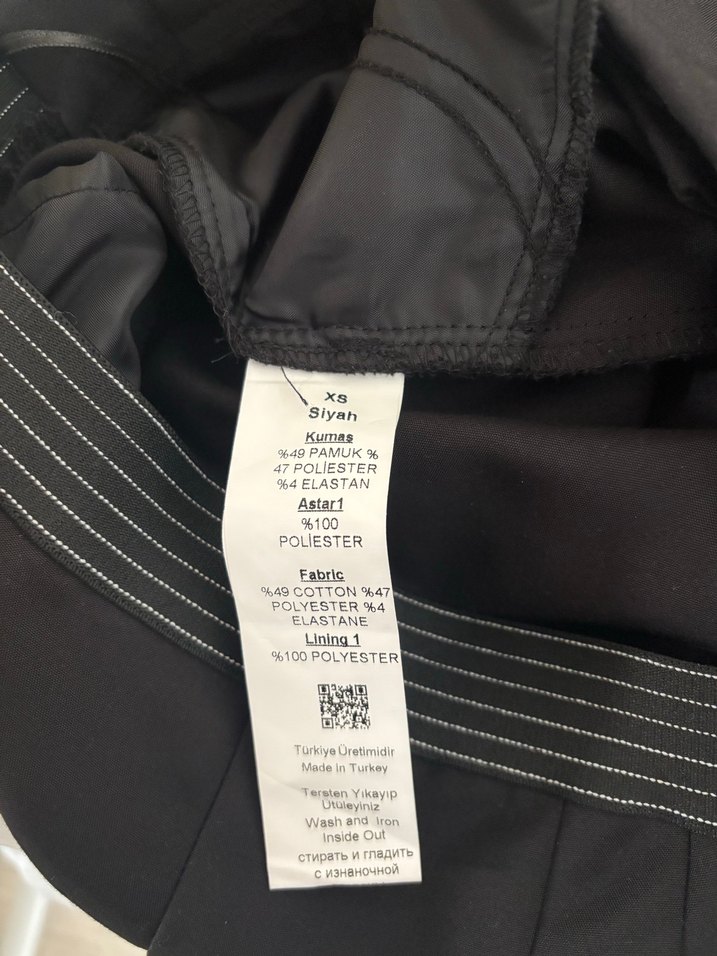 XS
Siyah
Kumaş
%49 PAMUK %
47 POLİESTER
%4 ELASTAN
Astar1
%100
POLİESTER
Fabric
%49 COTTON %47
POLYESTER %4
ELASTANE
Lining 1
%100 POLYESTER
Türkiye Üretimidir
Made in Turkey
Tersten Yıkayıp
Ütüleyiniz
Wash and Iron
Inside Out
стирать и гладить
с изнаночной